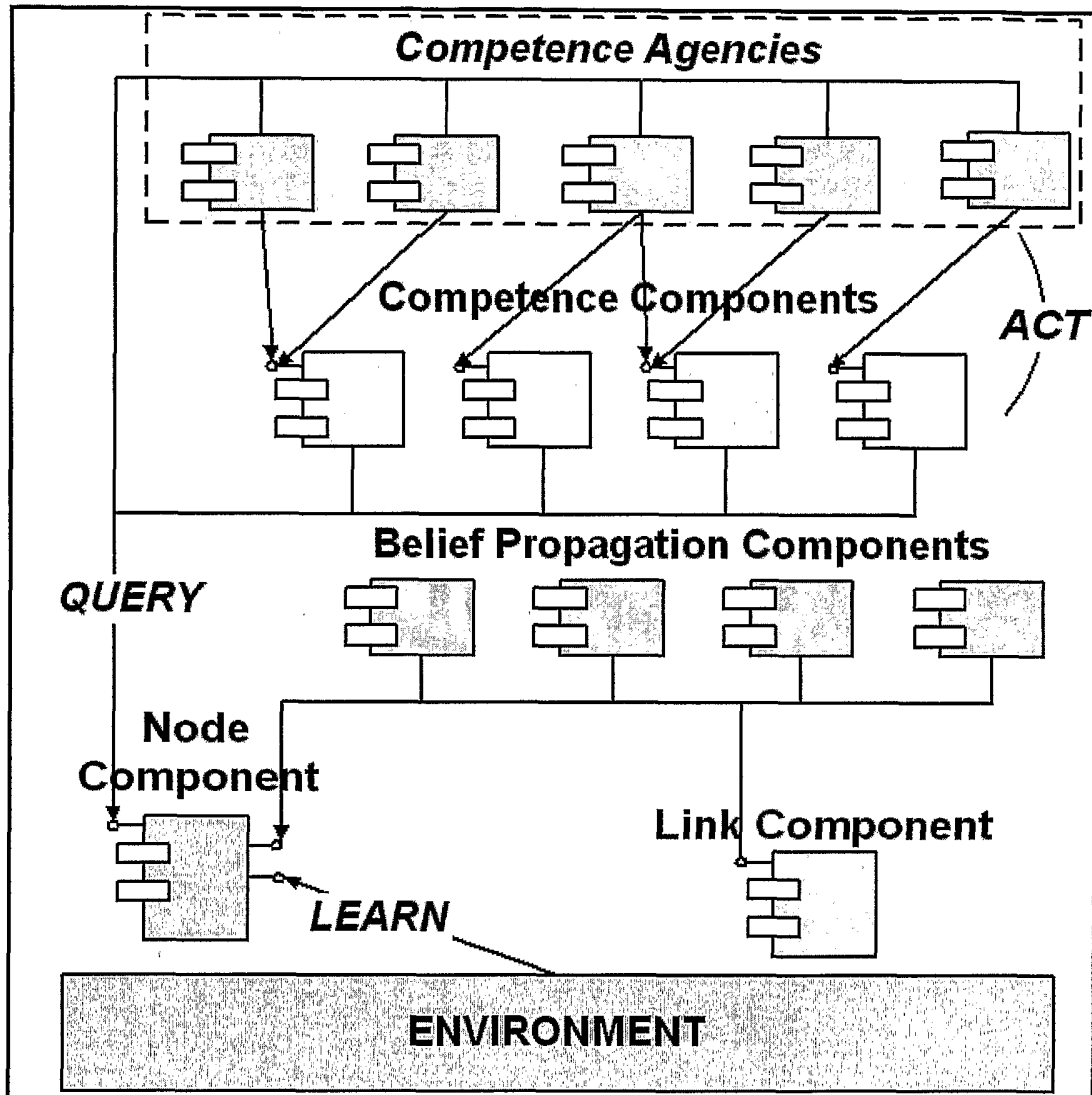 Competence Agencies
Competence Components
ACT
Belief Propagation Components
QUERY
Node
Component
Link Component
LEARN
ENVIRONMENT